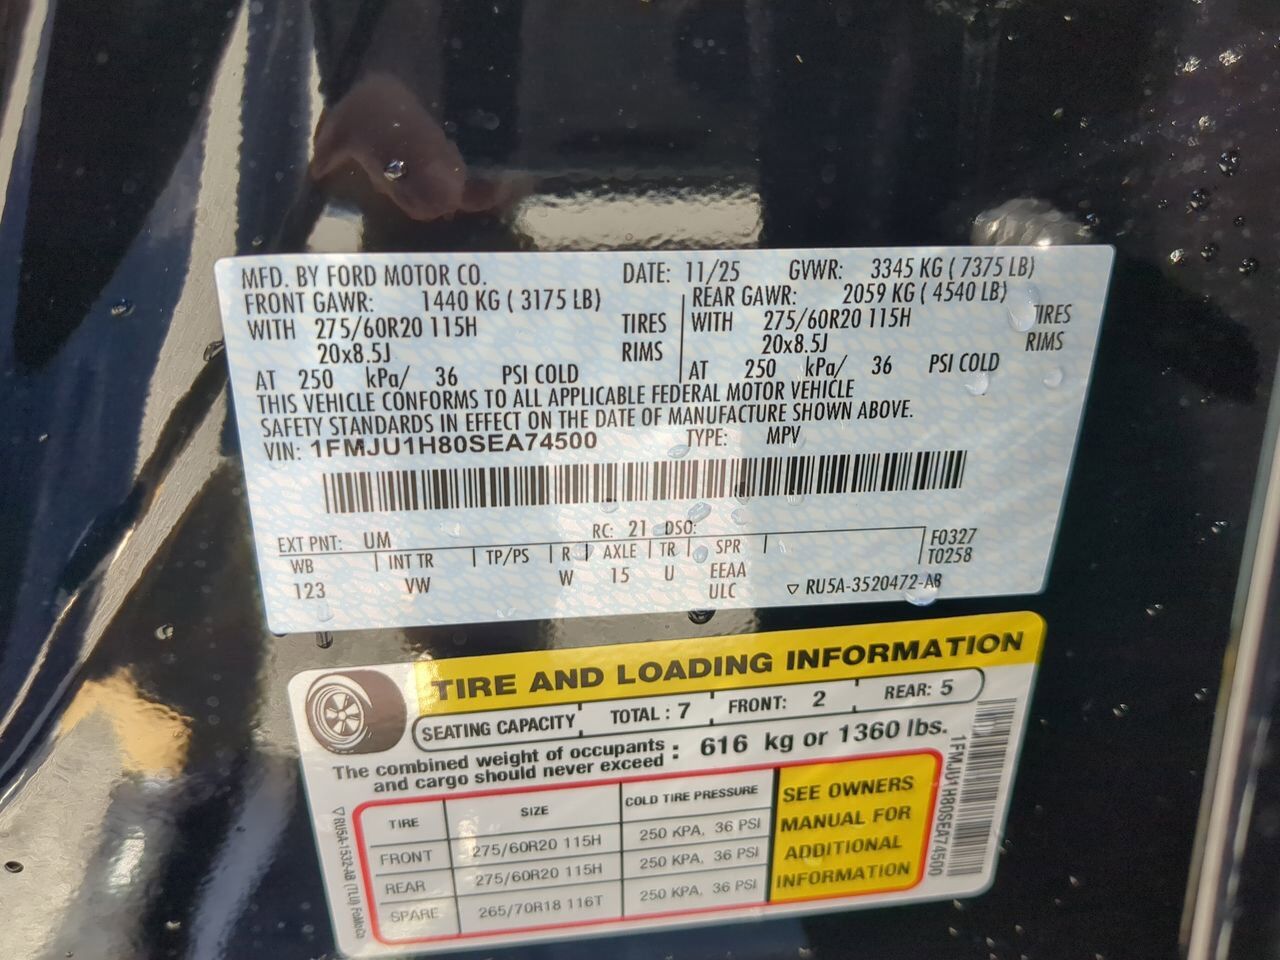 MFD. BY FORD MOTOR CO. DATE: 11/25 GVWR: 3345 KG ( 7375 LB)
FRONT GAWR: 1440 KG ( 3175 LB) REAR GAWR: 2059 KG ( 4540 LB)
WITH 275/60R20 115H TIRES WITH 275/60R20 115H TIRES
20x8.5J RIMS 20x8.5J RIMS
AT 250 kPa/ 36 PSI COLD AT 250 kPa/ 36 PSI COLD
THIS VEHICLE CONFORMS TO ALL APPLICABLE FEDERAL MOTOR VEHICLE
SAFETY STANDARDS IN EFFECT ON THE DATE OF MANUFACTURE SHOWN ABOVE.
VIN: 1FMJU1H80SEA74500 TYPE: MPV
EXT PNT: UM RC: 21 DSO:
WB INT TR TP/PS R AXLE TR SPR F0327
123 VW W 15 U EEAA T0258
ULC ▽ RU5A-3520472-AB
TIRE AND LOADING INFORMATION
SEATING CAPACITY TOTAL : 7 FRONT: 2 REAR: 5
The combined weight of occupants and cargo should never exceed : 616 kg or 1360 lbs.
TIRE SIZE COLD TIRE PRESSURE
FRONT 275/60R20 115H 250 KPA, 36 PSI
REAR 275/60R20 115H 250 KPA, 36 PSI
SPARE 265/70R18 116T 250 KPA, 36 PSI
SEE OWNERS
MANUAL FOR
ADDITIONAL
INFORMATION
1FMJU1H80SEA74500
▽ RU5A-1532-AB (TLU) FoMoCo